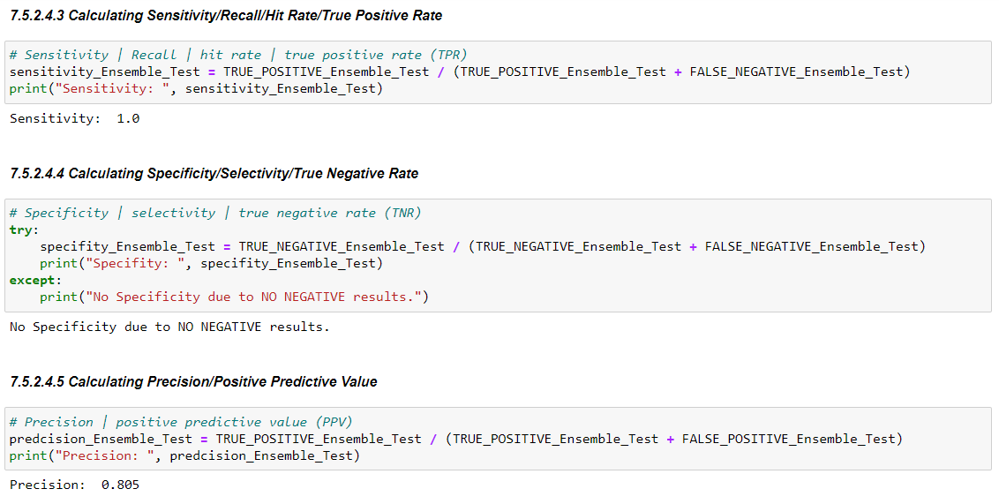 7.5.2.4.3 Calculating Sensitivity/Recall/Hit Rate/True Positive Rate
# Sensitivity | Recall | hit rate | true positive rate (TPR)
sensitivity_Ensemble_Test = TRUE_POSITIVE_Ensemble_Test / (TRUE_POSITIVE_Ensemble_Test + FALSE_NEGATIVE_Ensemble_Test)
print("Sensitivity: ", sensitivity_Ensemble_Test)
Sensitivity:  1.0
7.5.2.4.4 Calculating Specificity/Selectivity/True Negative Rate
# Specificity | selectivity | true negative rate (TNR)
try:
    specifity_Ensemble_Test = TRUE_NEGATIVE_Ensemble_Test / (TRUE_NEGATIVE_Ensemble_Test + FALSE_NEGATIVE_Ensemble_Test)
    print("Specifity: ", specifity_Ensemble_Test)
except:
    print("No Specificity due to NO NEGATIVE results.")
No Specificity due to NO NEGATIVE results.
7.5.2.4.5 Calculating Precision/Positive Predictive Value
# Precision | positive predictive value (PPV)
predcision_Ensemble_Test = TRUE_POSITIVE_Ensemble_Test / (TRUE_POSITIVE_Ensemble_Test + FALSE_POSITIVE_Ensemble_Test)
print("Precision: ", predcision_Ensemble_Test)
Precision:  0.805